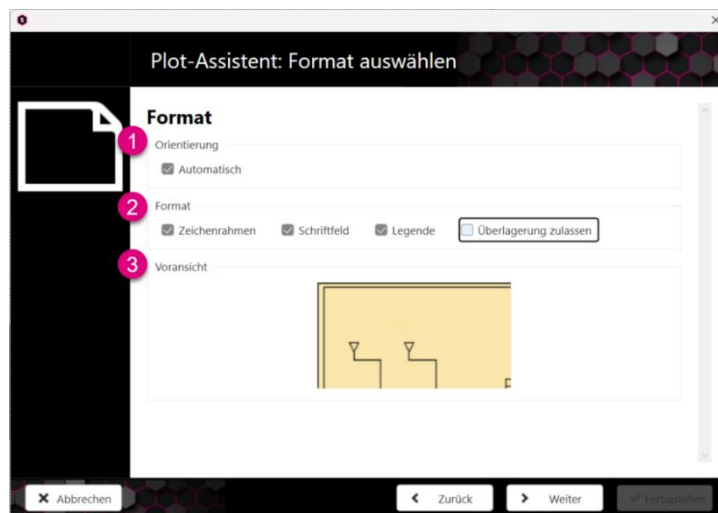 Plot-Assistent: Format auswählen
Format
1
Orientierung
Automatisch
2
Format
Zeichenrahmen Schriftfeld Legende Überlagerung zulassen
3
Voransicht
Abbrechen Zurück Weiter Fertigstellen